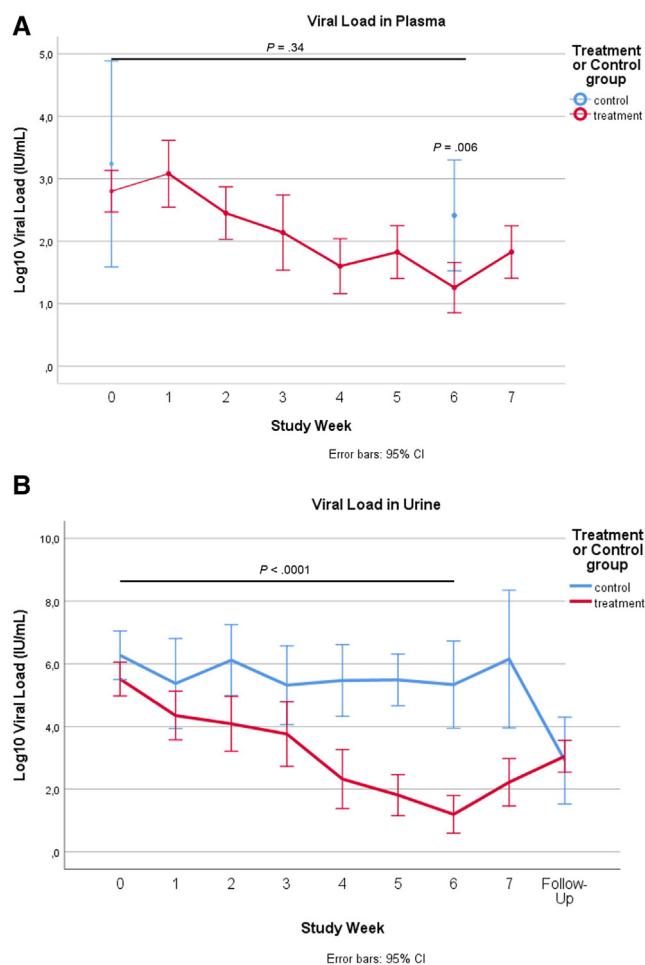 A
Viral Load in Plasma
P = .34
Treatment
or Control
group
control
treatment
P = .006
5,0
4,0
3,0
2,0
1,0
,0
Log10 Viral Load (IU/mL)
0 1 2 3 4 5 6 7
Study Week
Error bars: 95% CI
B
Viral Load in Urine
P < .0001
Treatment
or Control
group
control
treatment
10,0
8,0
6,0
4,0
2,0
,0
Log10 Viral Load (IU/mL)
0 1 2 3 4 5 6 7 Follow-
Up
Study Week
Error bars: 95% CI